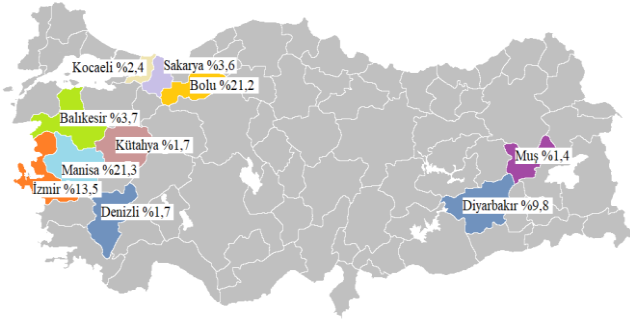 Kocaeli %2,4
Sakarya %3,6
Bolu %21,2
Balıkesir %3,7
Kütahya %1,7
Muş %1,4
Manisa %21,3
İzmir %13,5
Denizli %1,7
Diyarbakır %9,8